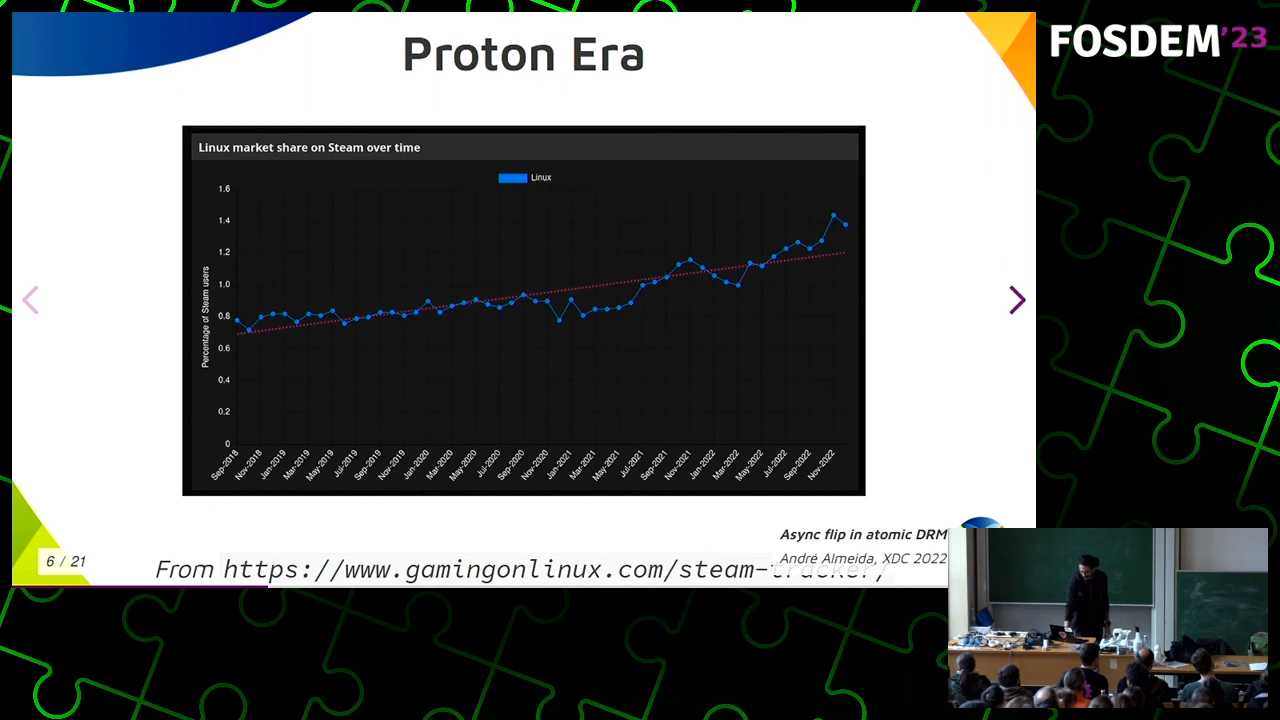 Proton Era
FOSDEM'23
Linux market share on Steam over time
Linux
Percentage of Steam users
1.6
1.4
1.2
1.0
0.8
0.6
0.4
0.2
0
Sep-2018
Nov-2018
Jan-2019
Mar-2019
May-2019
Jul-2019
Sep-2019
Nov-2019
Jan-2020
Mar-2020
May-2020
Jul-2020
Sep-2020
Nov-2020
Jan-2021
Mar-2021
May-2021
Jul-2021
Sep-2021
Nov-2021
Jan-2022
Mar-2022
May-2022
Jul-2022
Sep-2022
Nov-2022
Async flip in atomic DRM
André Almeida, XDC 2022
6 / 21
From https://www.gamingonlinux.com/steam-tracker/